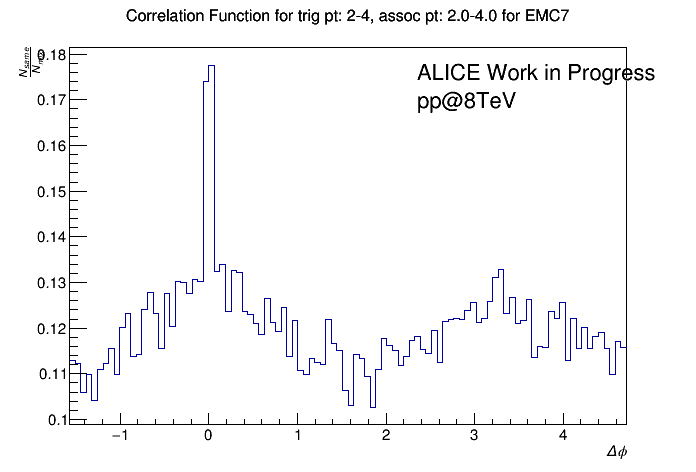 Correlation Function for trig pt: 2-4, assoc pt: 2.0-4.0 for EMC7
N_same
0.18
ALICE Work in Progress
pp@8TeV
0.17
0.16
0.15
0.14
0.13
0.12
0.11
0.1
−1 0 1 2 3 4
Δϕ